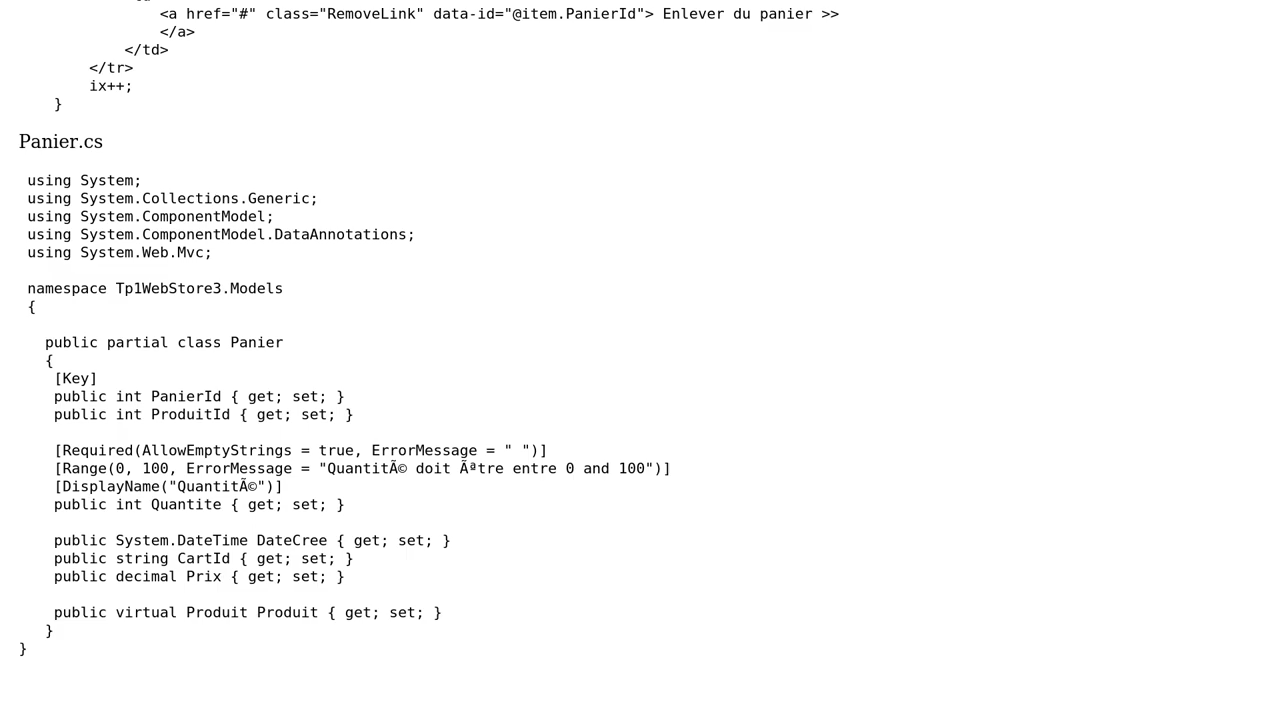 <a href="#" class="RemoveLink" data-id="@item.PanierId"> Enlever du panier >>
</a>
</td>
</tr>
ix++;
}
Panier.cs
using System;
using System.Collections.Generic;
using System.ComponentModel;
using System.ComponentModel.DataAnnotations;
using System.Web.Mvc;
namespace Tp1WebStore3.Models
{
public partial class Panier
{
[Key]
public int PanierId { get; set; }
public int ProduitId { get; set; }
[Required(AllowEmptyStrings = true, ErrorMessage = " ")]
[Range(0, 100, ErrorMessage = "QuantitÃ© doit Ãªtre entre 0 and 100")]
[DisplayName("QuantitÃ©")]
public int Quantite { get; set; }
public System.DateTime DateCree { get; set; }
public string CartId { get; set; }
public decimal Prix { get; set; }
public virtual Produit Produit { get; set; }
}
}